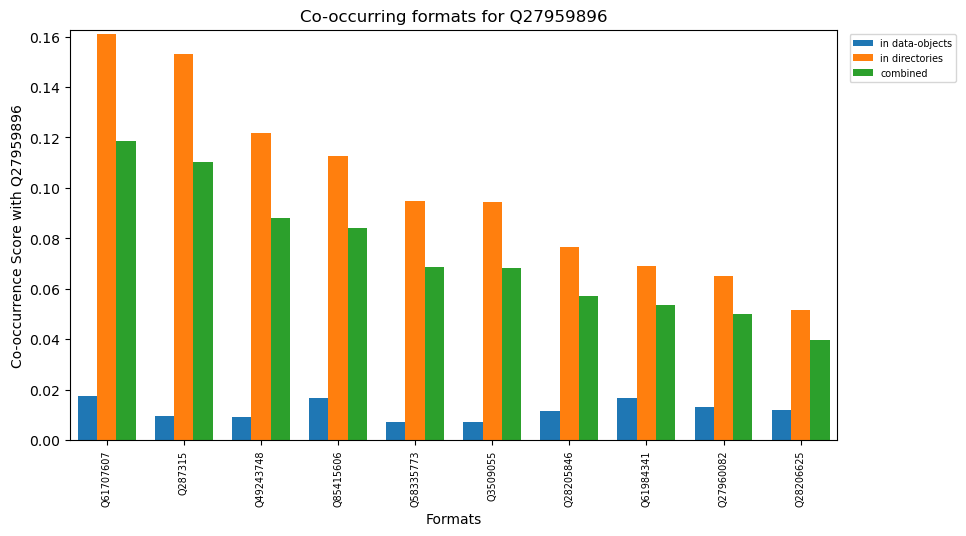 Co-occurring formats for Q27959896
Co-occurrence Score with Q27959896
0.16
0.14
0.12
0.10
0.08
0.06
0.04
0.02
0.00
Q61707607
Q287315
Q49243748
Q85415606
Q58335773
Q3509055
Q28205846
Q61984341
Q27960082
Q28206625
Formats
in data-objects
in directories
combined